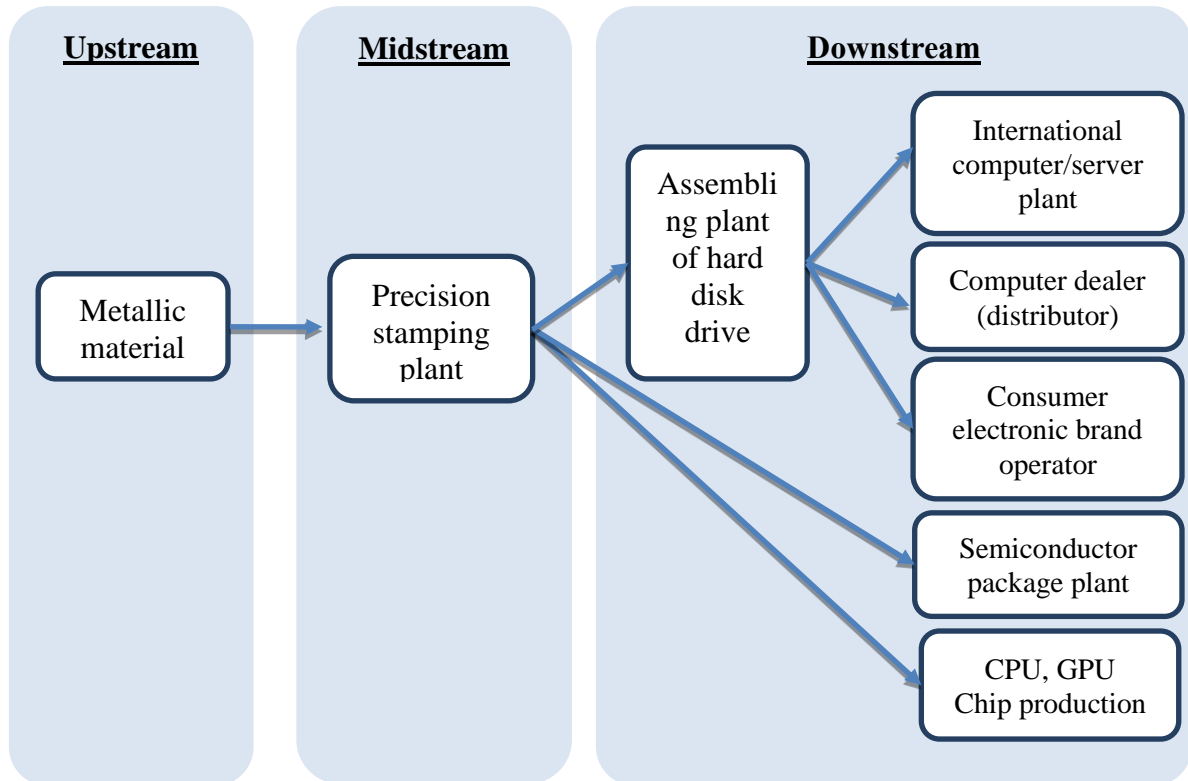 Upstream
Midstream
Downstream
Metallic
material
Precision
stamping
plant
Assembli
ng plant
of hard
disk
drive
International
computer/server
plant
Computer dealer
(distributor)
Consumer
electronic brand
operator
Semiconductor
package plant
CPU, GPU
Chip production